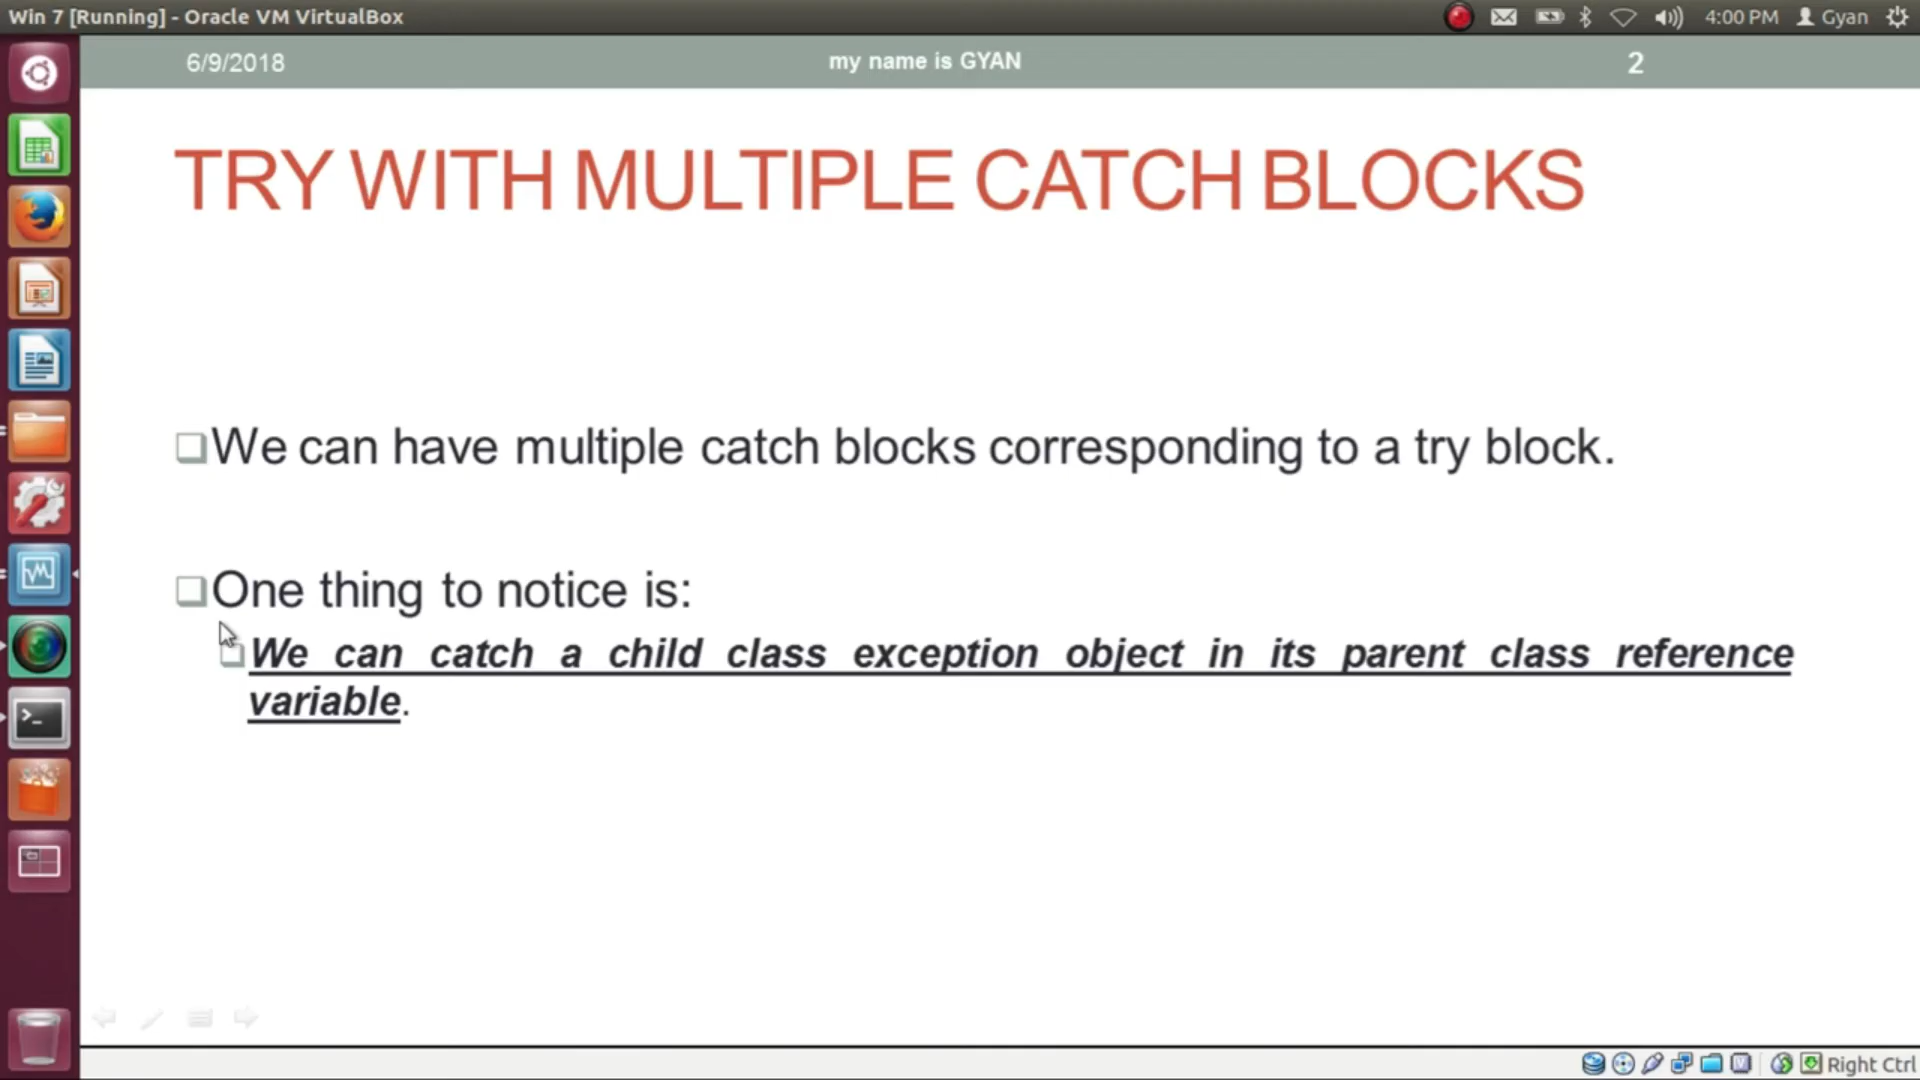 Win 7 [Running] - Oracle VM VirtualBox
4:00 PM
Gyan
6/9/2018
my name is GYAN
2
TRY WITH MULTIPLE CATCH BLOCKS
We can have multiple catch blocks corresponding to a try block.
One thing to notice is:
We can catch a child class exception object in its parent class reference
variable.
Right Ctrl